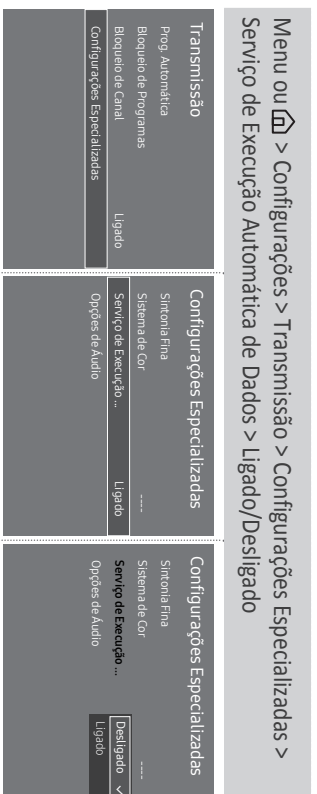 Menu ou > Configurações > Transmissão > Configurações Especializadas >
Serviço de Execução Automática de Dados > Ligado/Desligado
Transmissão
Prog. Automática
Bloqueio de Programas
Bloqueio de Canal Ligado
Configurações Especializadas
Configurações Especializadas
Sintonia Fina
Sistema de Cor ----
Serviço de Execução ... Ligado
Opções de Áudio
Configurações Especializadas
Sintonia Fina
Sistema de Cor ----
Serviço de Execução ... Desligado ✓
Opções de Áudio Ligado